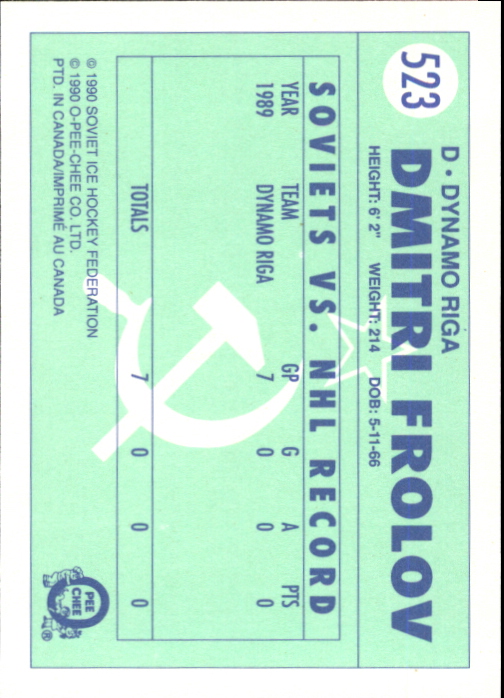 523
D • DYNAMO RIGA
DMITRI FROLOV
HEIGHT: 6' 2" WEIGHT: 214 DOB: 5-11-66
SOVIETS VS. NHL RECORD
YEAR TEAM GP G A PTS
1989 DYNAMO RIGA 7 0 0 0
TOTALS 7 0 0 0
© 1990 SOVIET ICE HOCKEY FEDERATION
© 1990 O-PEE-CHEE CO. LTD.
PTD. IN CANADA/IMPRIMÉ AU CANADA
O
PEE
CHEE
®